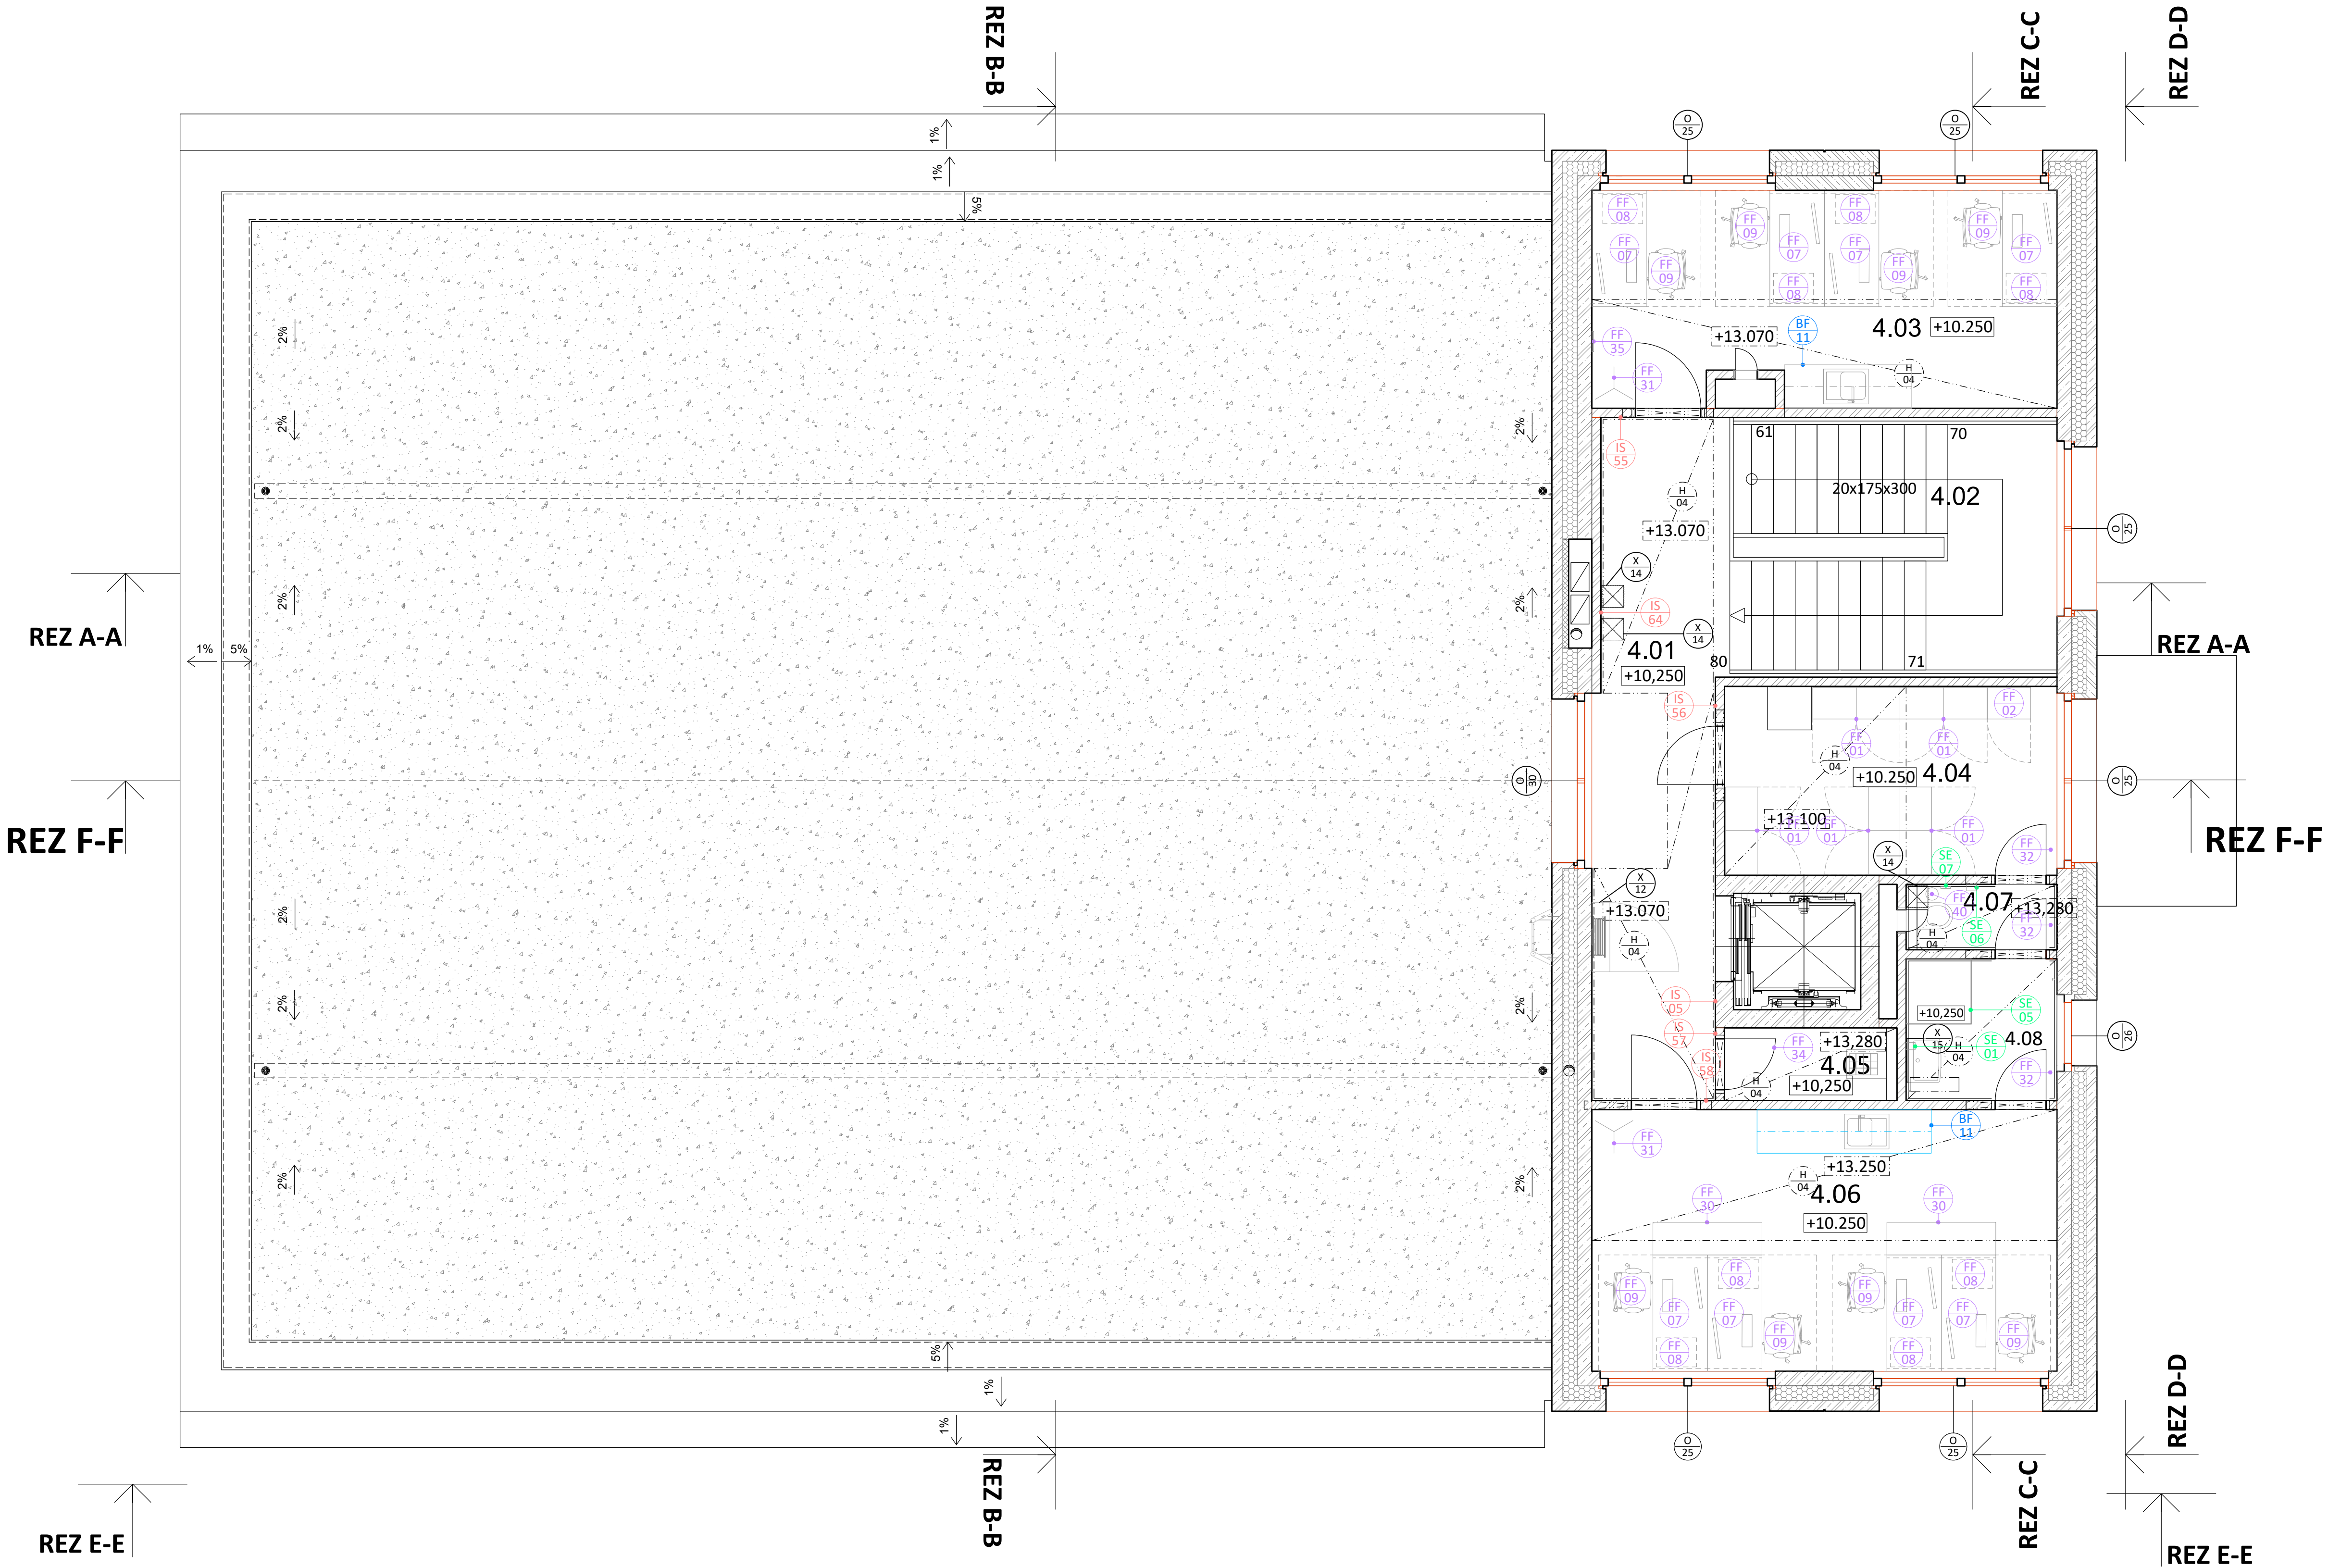 REZ B-B
REZ C-C
REZ D-D
O
25
O
25
1%
1%
5%
FF
08
FF
09
FF
08
FF
09
FF
07
FF
07
FF
07
FF
07
FF
09
FF
09
FF
08
FF
08
4.03
+10.250
+13.070
BF
11
FF
35
FF
31
H
04
2%
2%
2%
IS
55
61
70
20x175x300
4.02
H
04
+13.070
O
25
X
14
2%
2%
IS
64
X
14
4.01
+10,250
80
71
REZ A-A
REZ A-A
1%
5%
IS
56
FF
02
FF
01
FF
01
H
04
+10.250
4.04
O
30
O
25
REZ F-F
REZ F-F
+13,100
FF
01
FF
01
FF
01
X
14
SE
07
FF
32
X
12
+13.070
2%
FF
40
4.07
+13,280
SE
06
FF
32
H
04
H
04
2%
2%
IS
05
+10,250
SE
05
IS
57
FF
34
+13,280
X
15
H
04
SE
01
4.08
O
26
IS
58
4.05
+10,250
H
04
FF
32
FF
31
BF
11
+13.250
2%
2%
H
04
4.06
+10.250
FF
30
FF
30
FF
09
FF
08
FF
09
FF
08
FF
07
FF
07
FF
07
FF
07
FF
09
FF
09
FF
08
FF
08
5%
1%
1%
O
25
O
25
REZ B-B
REZ C-C
REZ D-D
REZ E-E
REZ E-E